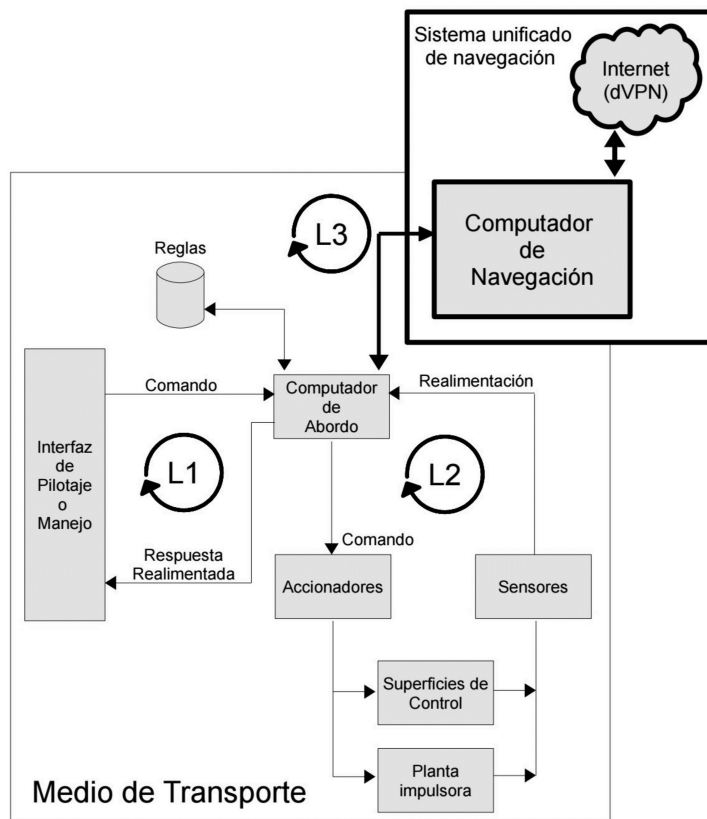 Sistema unificado
de navegación
Internet
(dVPN)
Computador
de
Navegación
L3
Reglas
Comando
Computador
de
Abordo
Realimentación
Interfaz
de
Pilotaje
o
Manejo
L1
L2
Respuesta
Realimentada
Comando
Accionadores
Sensores
Superficies de
Control
Planta
impulsora
Medio de Transporte